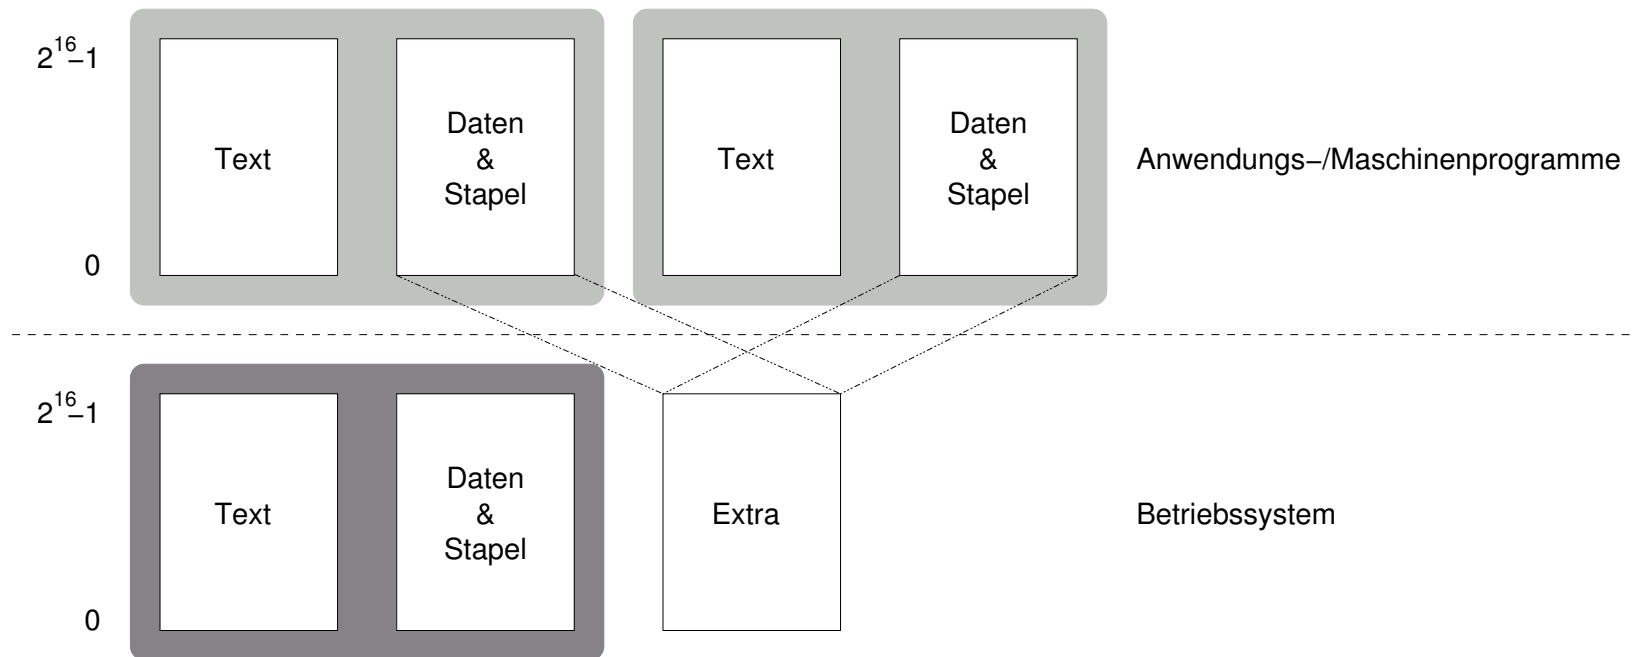 2^16−1
Text
Daten
&
Stapel
Text
Daten
&
Stapel
Anwendungs−/Maschinenprogramme
0
2^16−1
Text
Daten
&
Stapel
Extra
Betriebssystem
0